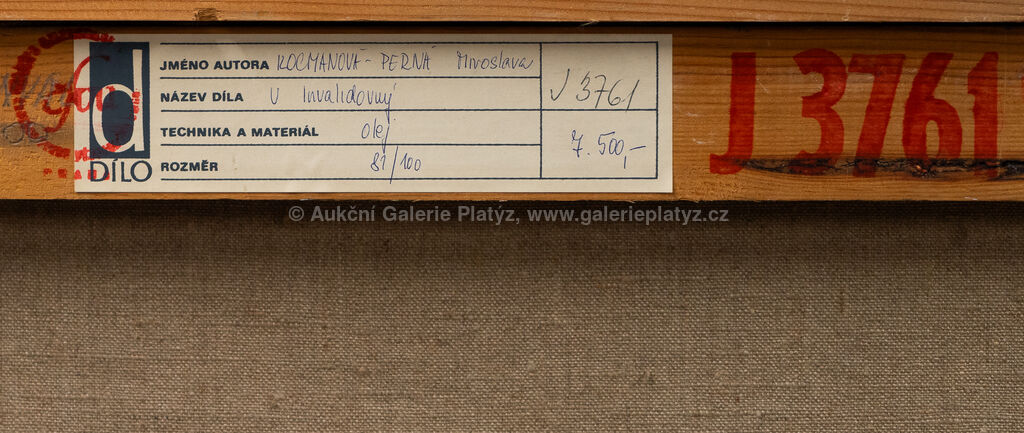 JMÉNO AUTORA KOCMANOVÁ - PERNÁ Miroslava
NÁZEV DÍLA U Invalidovny
TECHNIKA A MATERIÁL olej
ROZMĚR 81/100
J 3761
7.500,-
d
DÍLO
J 3761
© Aukční Galerie Platýz, www.galerieplatyz.cz